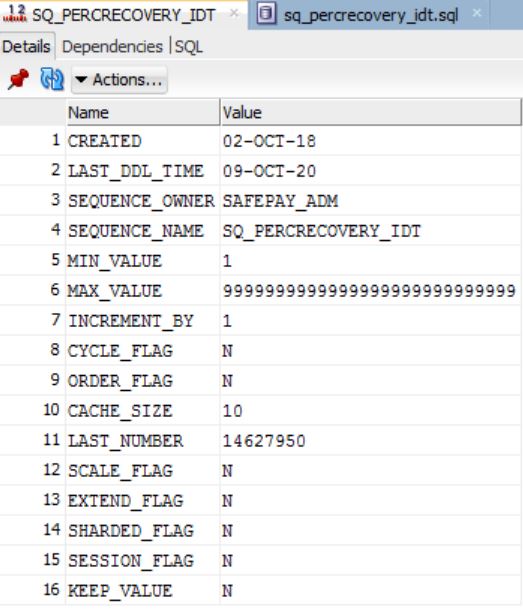 SQ_PERCRECOVERY_IDT × sq_percrecovery_idt.sql ×
Details Dependencies SQL
Actions...
Name Value
1 CREATED 02-OCT-18
2 LAST_DDL_TIME 09-OCT-20
3 SEQUENCE_OWNER SAFEPAY_ADM
4 SEQUENCE_NAME SQ_PERCRECOVERY_IDT
5 MIN_VALUE 1
6 MAX_VALUE 9999999999999999999999999999
7 INCREMENT_BY 1
8 CYCLE_FLAG N
9 ORDER_FLAG N
10 CACHE_SIZE 10
11 LAST_NUMBER 14627950
12 SCALE_FLAG N
13 EXTEND_FLAG N
14 SHARDED_FLAG N
15 SESSION_FLAG N
16 KEEP_VALUE N